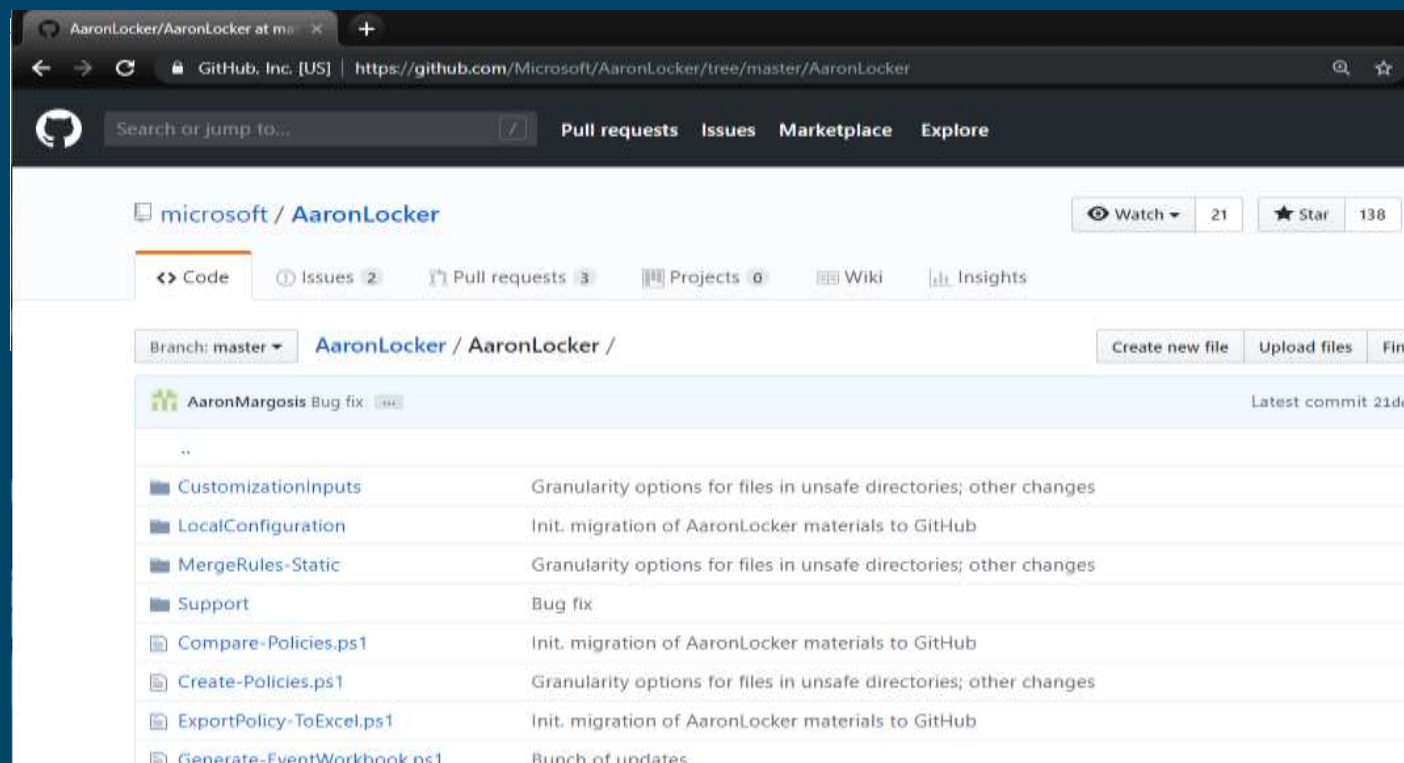 AaronLocker/AaronLocker at ma
GitHub, Inc. [US] | https://github.com/Microsoft/AaronLocker/tree/master/AaronLocker
Search or jump to... / Pull requests Issues Marketplace Explore
microsoft / AaronLocker Watch 21 Star 138
Code Issues 2 Pull requests 3 Projects 0 Wiki Insights
Branch: master AaronLocker / AaronLocker / Create new file Upload files Fin
AaronMargosis Bug fix ... Latest commit 21d
..
CustomizationInputs Granularity options for files in unsafe directories; other changes
LocalConfiguration Init. migration of AaronLocker materials to GitHub
MergeRules-Static Granularity options for files in unsafe directories; other changes
Support Bug fix
Compare-Policies.ps1 Init. migration of AaronLocker materials to GitHub
Create-Policies.ps1 Granularity options for files in unsafe directories; other changes
ExportPolicy-ToExcel.ps1 Init. migration of AaronLocker materials to GitHub
Generate-EventWorkbook.ps1 Bunch of updates